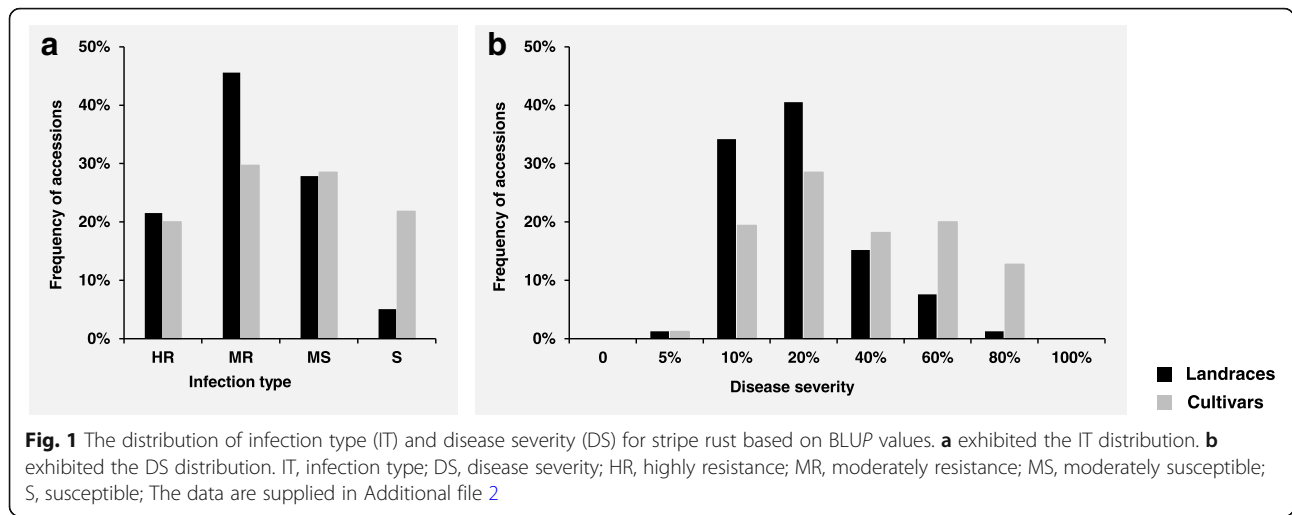 a
50%
40%
30%
20%
10%
0%
Frequency of accessions
HR MR MS S
Infection type
b
50%
40%
30%
20%
10%
0%
Frequency of accessions
0 5% 10% 20% 40% 60% 80% 100%
Disease severity
Landraces
Cultivars
Fig. 1 The distribution of infection type (IT) and disease severity (DS) for stripe rust based on BLUP values. a exhibited the IT distribution. b
exhibited the DS distribution. IT, infection type; DS, disease severity; HR, highly resistance; MR, moderately resistance; MS, moderately susceptible;
S, susceptible; The data are supplied in Additional file 2